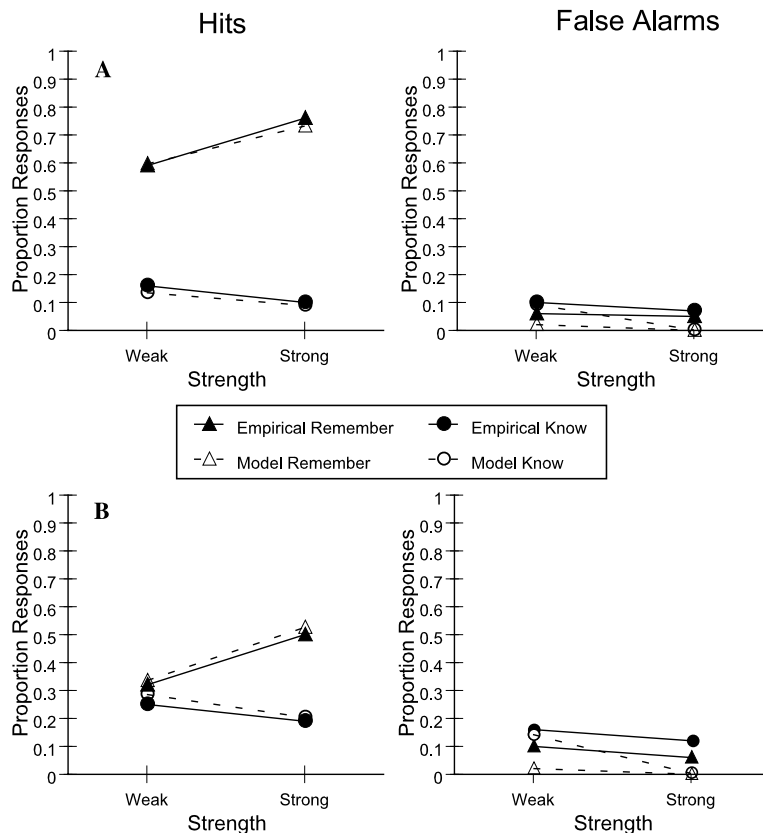 Hits
False Alarms
A
Proportion Responses
1
0.9
0.8
0.7
0.6
0.5
0.4
0.3
0.2
0.1
0
Weak
Strong
Strength
Proportion Responses
1
0.9
0.8
0.7
0.6
0.5
0.4
0.3
0.2
0.1
0
Weak
Strong
Strength
Empirical Remember
Empirical Know
Model Remember
Model Know
B
Proportion Responses
1
0.9
0.8
0.7
0.6
0.5
0.4
0.3
0.2
0.1
0
Weak
Strong
Strength
Proportion Responses
1
0.9
0.8
0.7
0.6
0.5
0.4
0.3
0.2
0.1
0
Weak
Strong
Strength